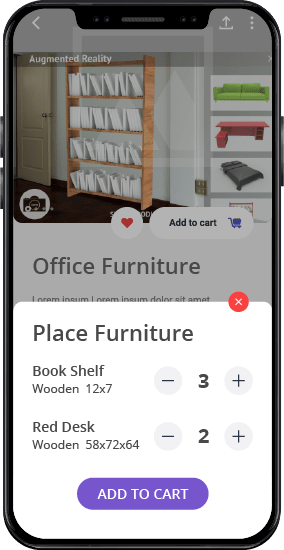 Augmented Reality
Add to cart
Office Furniture
Lorem ipsum Lorem ipsum dolor sit amet
Place Furniture
Book Shelf
Wooden 12x7
3
Red Desk
Wooden 58x72x64
2
ADD TO CART